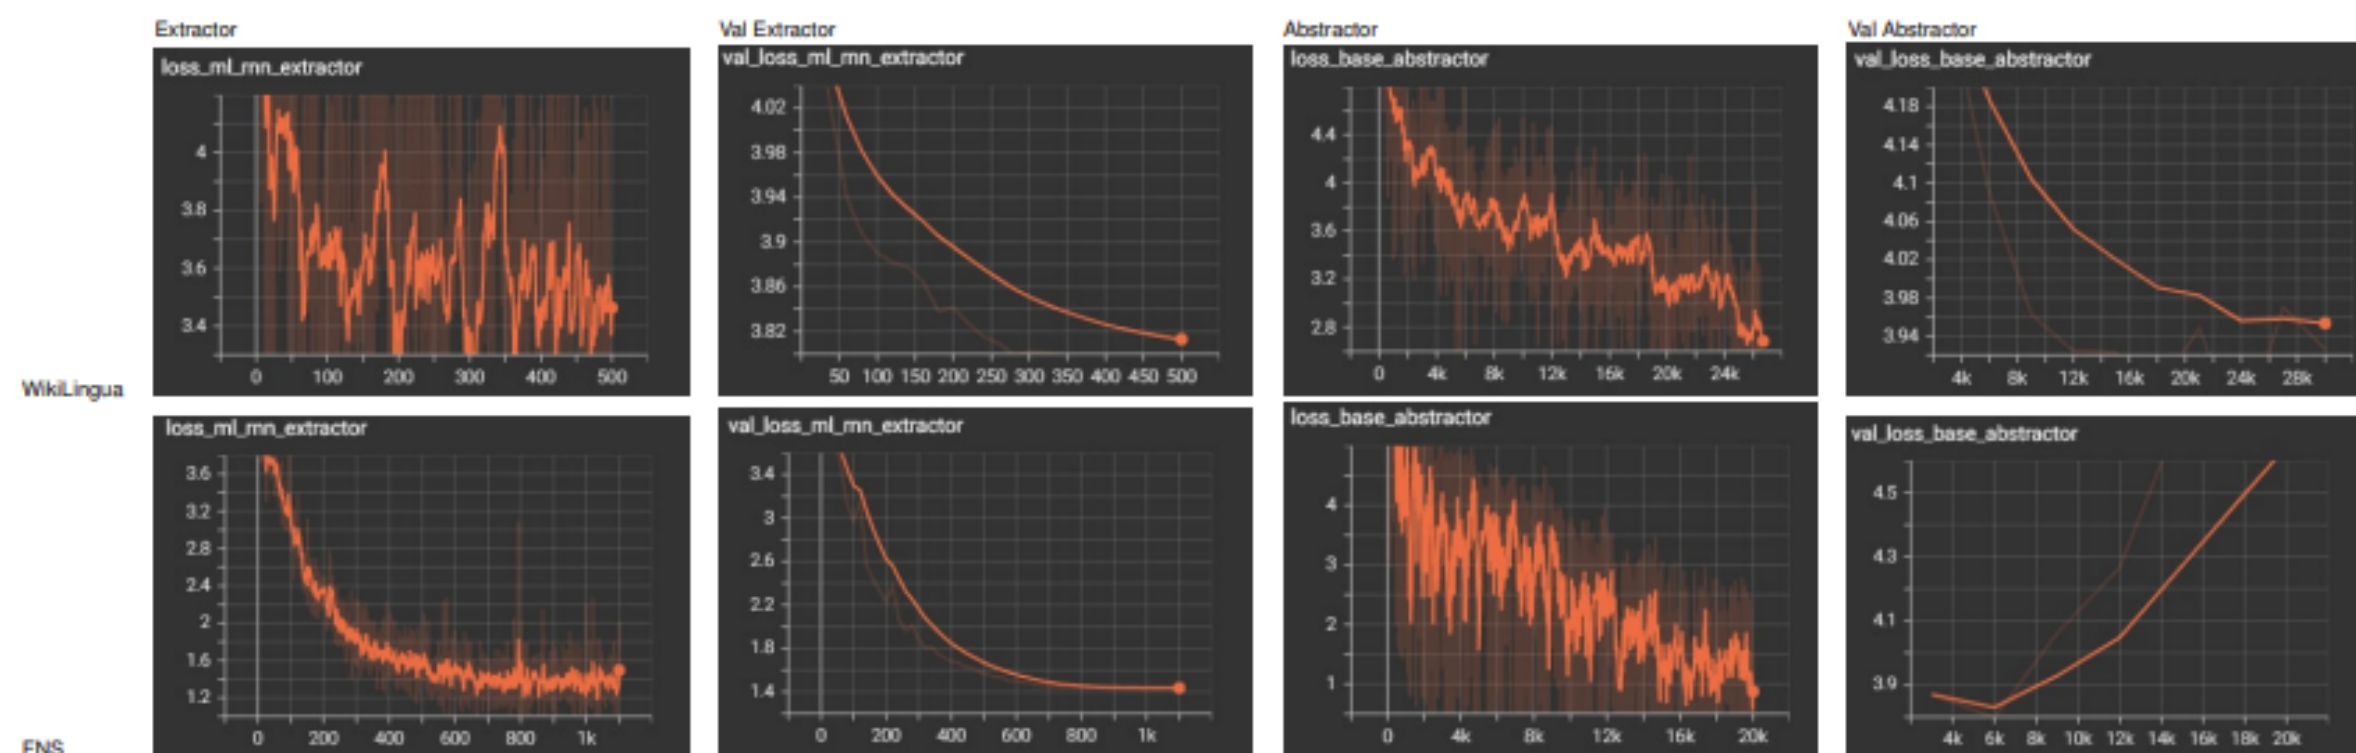 Extractor
Val Extractor
Abstractor
Val Abstractor
loss_ml_rnn_extractor
4
3.8
3.6
3.4
0 100 200 300 400 500
val_loss_ml_rnn_extractor
4.02
3.98
3.94
3.9
3.86
3.82
50 100 150 200 250 300 350 400 450 500
loss_base_abstractor
4.4
4
3.6
3.2
2.8
0 4k 8k 12k 16k 20k 24k
val_loss_base_abstractor
4.18
4.14
4.1
4.06
4.02
3.98
3.94
4k 8k 12k 16k 20k 24k 28k
WikiLingua
loss_ml_rnn_extractor
3.6
3.2
2.8
2.4
2
1.6
1.2
0 200 400 600 800 1k
val_loss_ml_rnn_extractor
3.4
3
2.6
2.2
1.8
1.4
0 200 400 600 800 1k
loss_base_abstractor
4
3
2
1
0 4k 8k 12k 16k 20k
val_loss_base_abstractor
4.5
4.3
4.1
3.9
4k 6k 8k 10k 12k 14k 16k 18k 20k
FNS